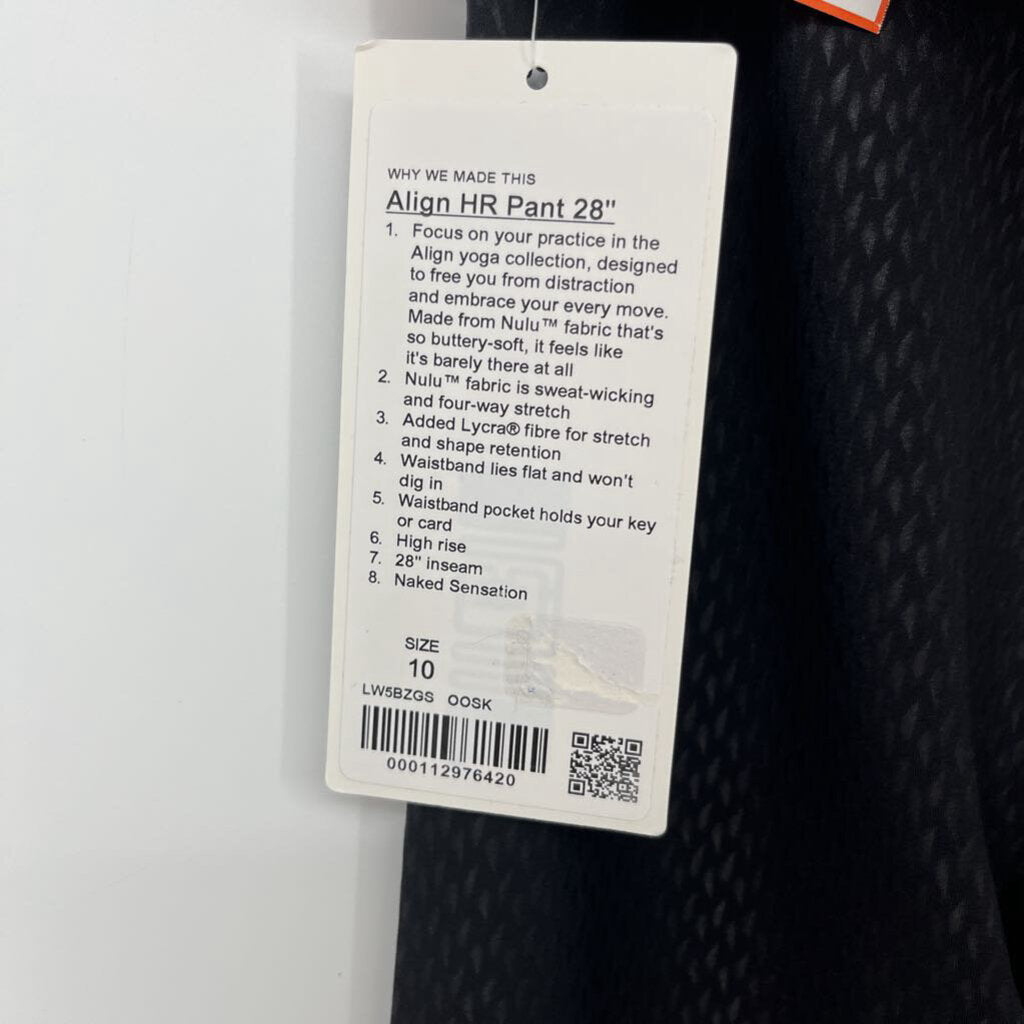 WHY WE MADE THIS
Align HR Pant 28"
1. Focus on your practice in the
Align yoga collection, designed
to free you from distraction
and embrace your every move.
Made from Nulu™ fabric that's
so buttery-soft, it feels like
it's barely there at all
2. Nulu™ fabric is sweat-wicking
and four-way stretch
3. Added Lycra® fibre for stretch
and shape retention
4. Waistband lies flat and won't
dig in
5. Waistband pocket holds your key
or card
6. High rise
7. 28" inseam
8. Naked Sensation
SIZE
10
LW5BZGS OOSK
000112976420